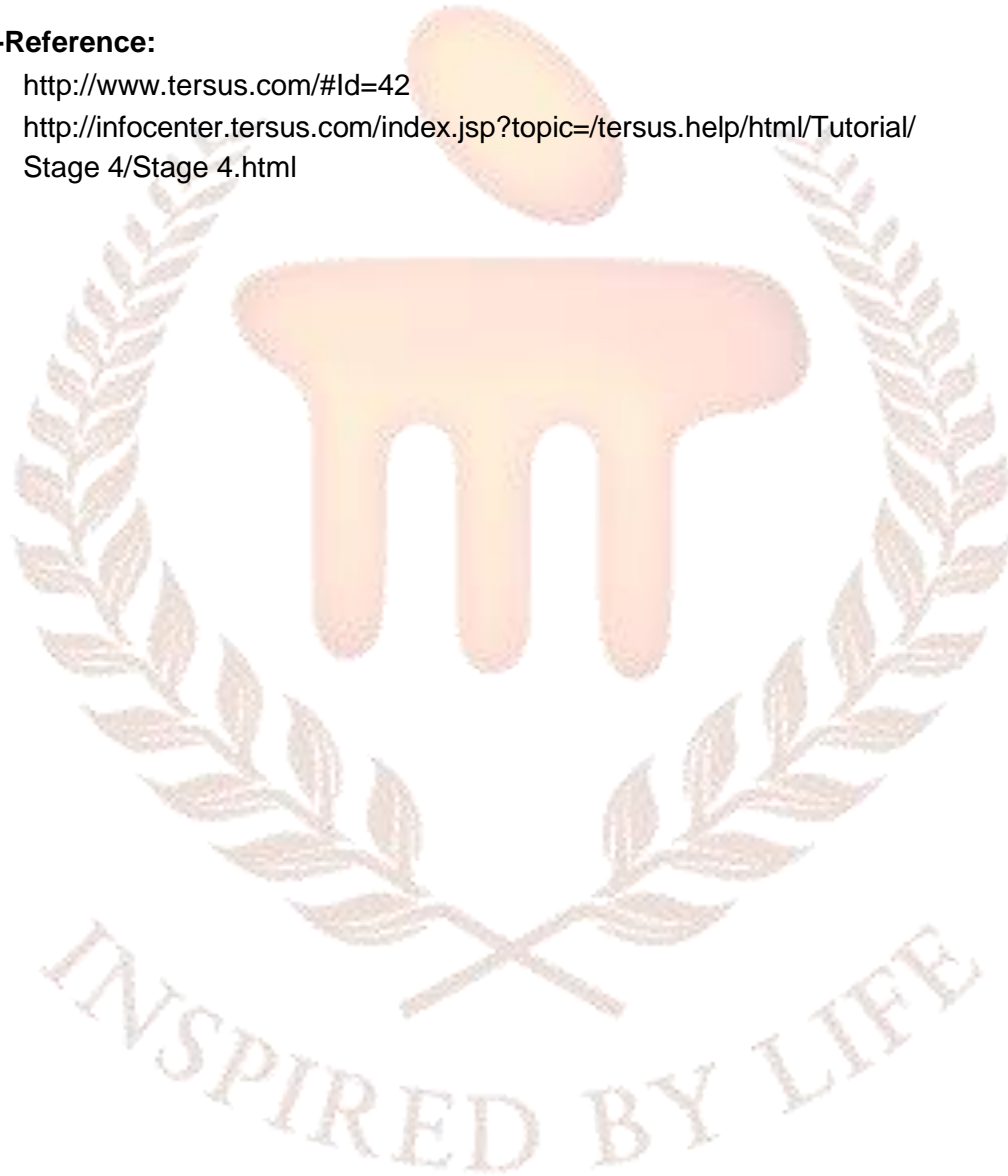 -Reference:
http://www.tersus.com/#Id=42
http://infocenter.tersus.com/index.jsp?topic=/tersus.help/html/Tutorial/
Stage 4/Stage 4.html
INSPIRED BY LIFE